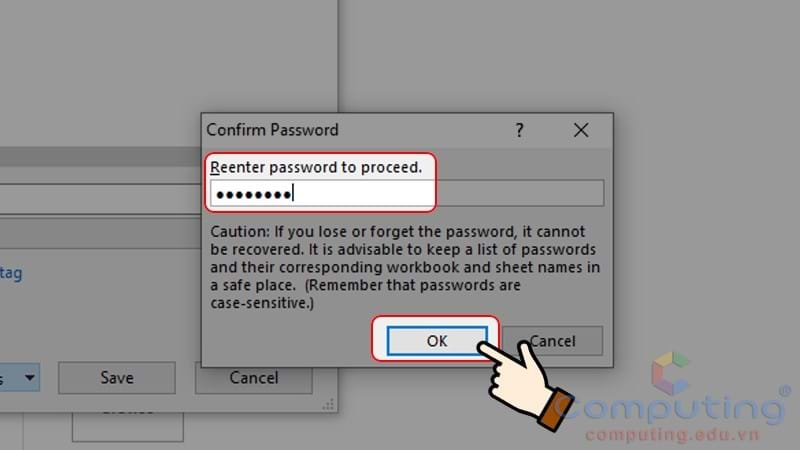 Confirm Password
?
Reenter password to proceed.
••••••••
Caution: If you lose or forget the password, it cannot
be recovered. It is advisable to keep a list of passwords
and their corresponding workbook and sheet names in
a safe place. (Remember that passwords are
case-sensitive.)
tag
OK
Cancel
s
Save
Cancel
Computing®
computing.edu.vn